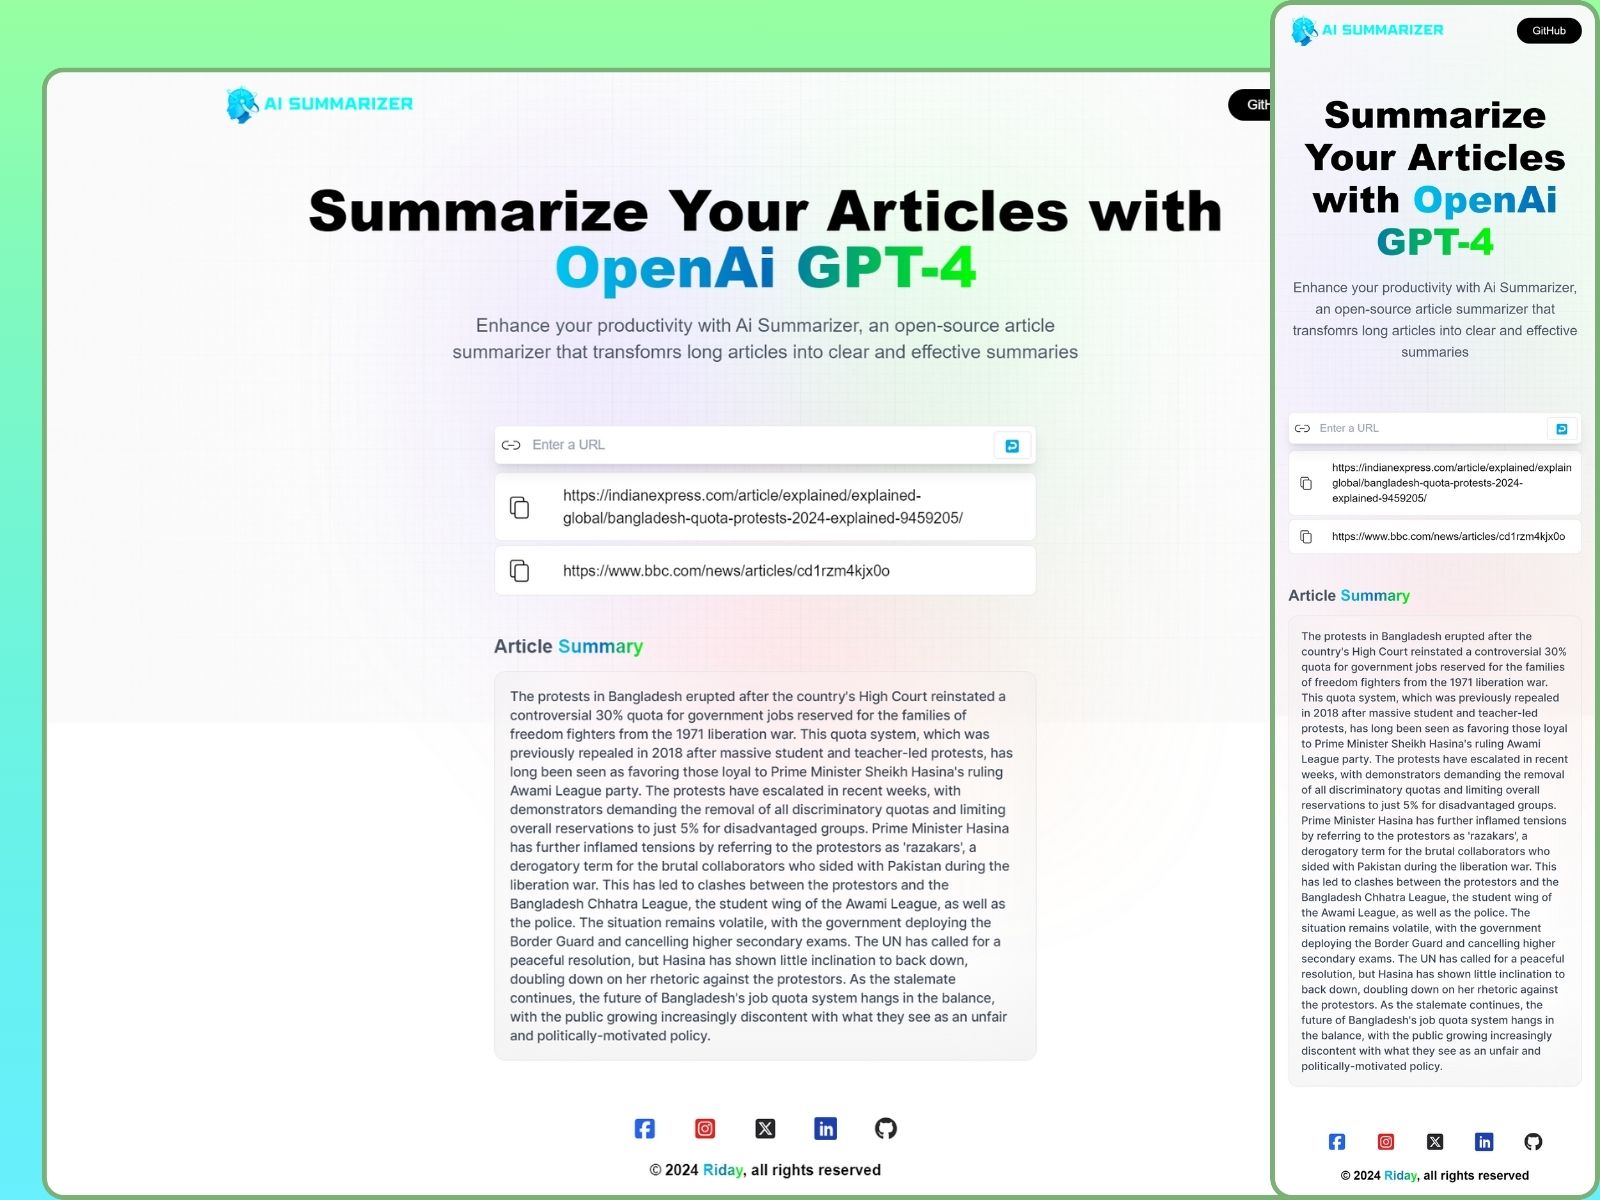 AI SUMMARIZER
GitH
Summarize Your Articles with
OpenAi GPT-4
Enhance your productivity with Ai Summarizer, an open-source article
summarizer that transfomrs long articles into clear and effective summaries
Enter a URL
https://indianexpress.com/article/explained/explained-
global/bangladesh-quota-protests-2024-explained-9459205/
https://www.bbc.com/news/articles/cd1rzm4kjx0o
Article Summary
The protests in Bangladesh erupted after the country's High Court reinstated a
controversial 30% quota for government jobs reserved for the families of
freedom fighters from the 1971 liberation war. This quota system, which was
previously repealed in 2018 after massive student and teacher-led protests, has
long been seen as favoring those loyal to Prime Minister Sheikh Hasina's ruling
Awami League party. The protests have escalated in recent weeks, with
demonstrators demanding the removal of all discriminatory quotas and limiting
overall reservations to just 5% for disadvantaged groups. Prime Minister Hasina
has further inflamed tensions by referring to the protestors as 'razakars', a
derogatory term for the brutal collaborators who sided with Pakistan during the
liberation war. This has led to clashes between the protestors and the
Bangladesh Chhatra League, the student wing of the Awami League, as well as
the police. The situation remains volatile, with the government deploying the
Border Guard and cancelling higher secondary exams. The UN has called for a
peaceful resolution, but Hasina has shown little inclination to back down,
doubling down on her rhetoric against the protestors. As the stalemate
continues, the future of Bangladesh's job quota system hangs in the balance,
with the public growing increasingly discontent with what they see as an unfair
and politically-motivated policy.
© 2024 Riday, all rights reserved
AI SUMMARIZER
GitHub
Summarize
Your Articles
with OpenAi
GPT-4
Enhance your productivity with Ai Summarizer,
an open-source article summarizer that
transfomrs long articles into clear and effective
summaries
Enter a URL
https://indianexpress.com/article/explained/explain
global/bangladesh-quota-protests-2024-
explained-9459205/
https://www.bbc.com/news/articles/cd1rzm4kjx0o
Article Summary
The protests in Bangladesh erupted after the
country's High Court reinstated a controversial 30%
quota for government jobs reserved for the families
of freedom fighters from the 1971 liberation war.
This quota system, which was previously repealed
in 2018 after massive student and teacher-led
protests, has long been seen as favoring those loyal
to Prime Minister Sheikh Hasina's ruling Awami
League party. The protests have escalated in recent
weeks, with demonstrators demanding the removal
of all discriminatory quotas and limiting overall
reservations to just 5% for disadvantaged groups.
Prime Minister Hasina has further inflamed tensions
by referring to the protestors as 'razakars', a
derogatory term for the brutal collaborators who
sided with Pakistan during the liberation war. This
has led to clashes between the protestors and the
Bangladesh Chhatra League, the student wing of
the Awami League, as well as the police. The
situation remains volatile, with the government
deploying the Border Guard and cancelling higher
secondary exams. The UN has called for a peaceful
resolution, but Hasina has shown little inclination to
back down, doubling down on her rhetoric against
the protestors. As the stalemate continues, the
future of Bangladesh's job quota system hangs in
the balance, with the public growing increasingly
discontent with what they see as an unfair and
politically-motivated policy.
© 2024 Riday, all rights reserved